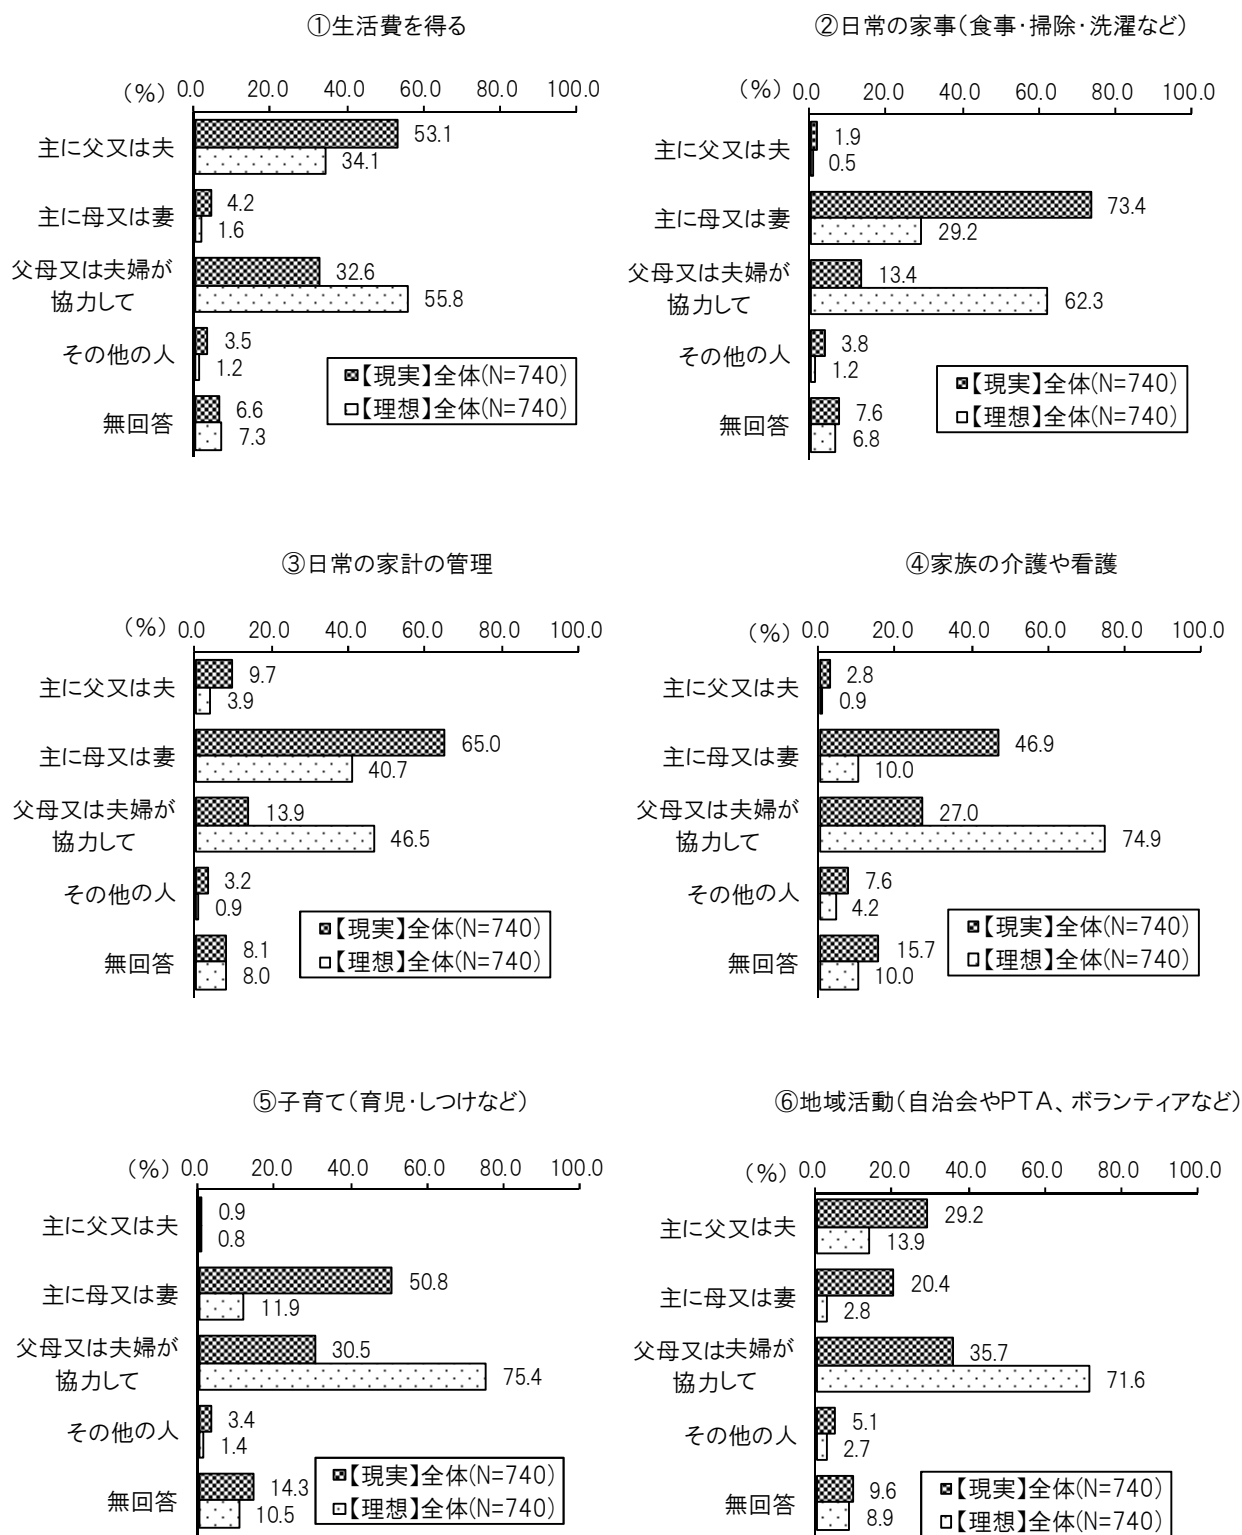 ①生活費を得る
(%) 0.0 20.0 40.0 60.0 80.0 100.0
主に父又は夫 53.1
34.1
主に母又は妻 4.2
1.6
父母又は夫婦が
協力して
32.6
55.8
その他の人 3.5
1.2
無回答 6.6
7.3
【現実】全体(N=740)
【理想】全体(N=740)
②日常の家事(食事・掃除・洗濯など)
(%) 0.0 20.0 40.0 60.0 80.0 100.0
主に父又は夫 1.9
0.5
主に母又は妻 73.4
29.2
父母又は夫婦が
協力して
13.4
62.3
その他の人 3.8
1.2
無回答 7.6
6.8
【現実】全体(N=740)
【理想】全体(N=740)
③日常の家計の管理
(%) 0.0 20.0 40.0 60.0 80.0 100.0
主に父又は夫 9.7
3.9
主に母又は妻 65.0
40.7
父母又は夫婦が
協力して
13.9
46.5
その他の人 3.2
0.9
無回答 8.1
8.0
【現実】全体(N=740)
【理想】全体(N=740)
④家族の介護や看護
(%) 0.0 20.0 40.0 60.0 80.0 100.0
主に父又は夫 2.8
0.9
主に母又は妻 46.9
10.0
父母又は夫婦が
協力して
27.0
74.9
その他の人 7.6
4.2
無回答 15.7
10.0
【現実】全体(N=740)
【理想】全体(N=740)
⑤子育て(育児・しつけなど)
(%) 0.0 20.0 40.0 60.0 80.0 100.0
主に父又は夫 0.9
0.8
主に母又は妻 50.8
11.9
父母又は夫婦が
協力して
30.5
75.4
その他の人 3.4
1.4
無回答 14.3
10.5
【現実】全体(N=740)
【理想】全体(N=740)
⑥地域活動(自治会やPTA、ボランティアなど)
(%) 0.0 20.0 40.0 60.0 80.0 100.0
主に父又は夫 29.2
13.9
主に母又は妻 20.4
2.8
父母又は夫婦が
協力して
35.7
71.6
その他の人 5.1
2.7
無回答 9.6
8.9
【現実】全体(N=740)
【理想】全体(N=740)